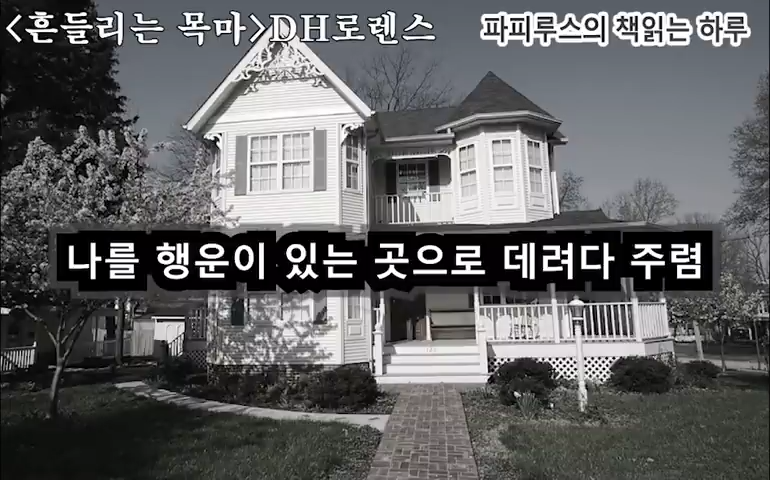 <흔들리는 목마>DH로렌스
파피루스의 책읽는 하루
나를 행운이 있는 곳으로 데려다 주렴